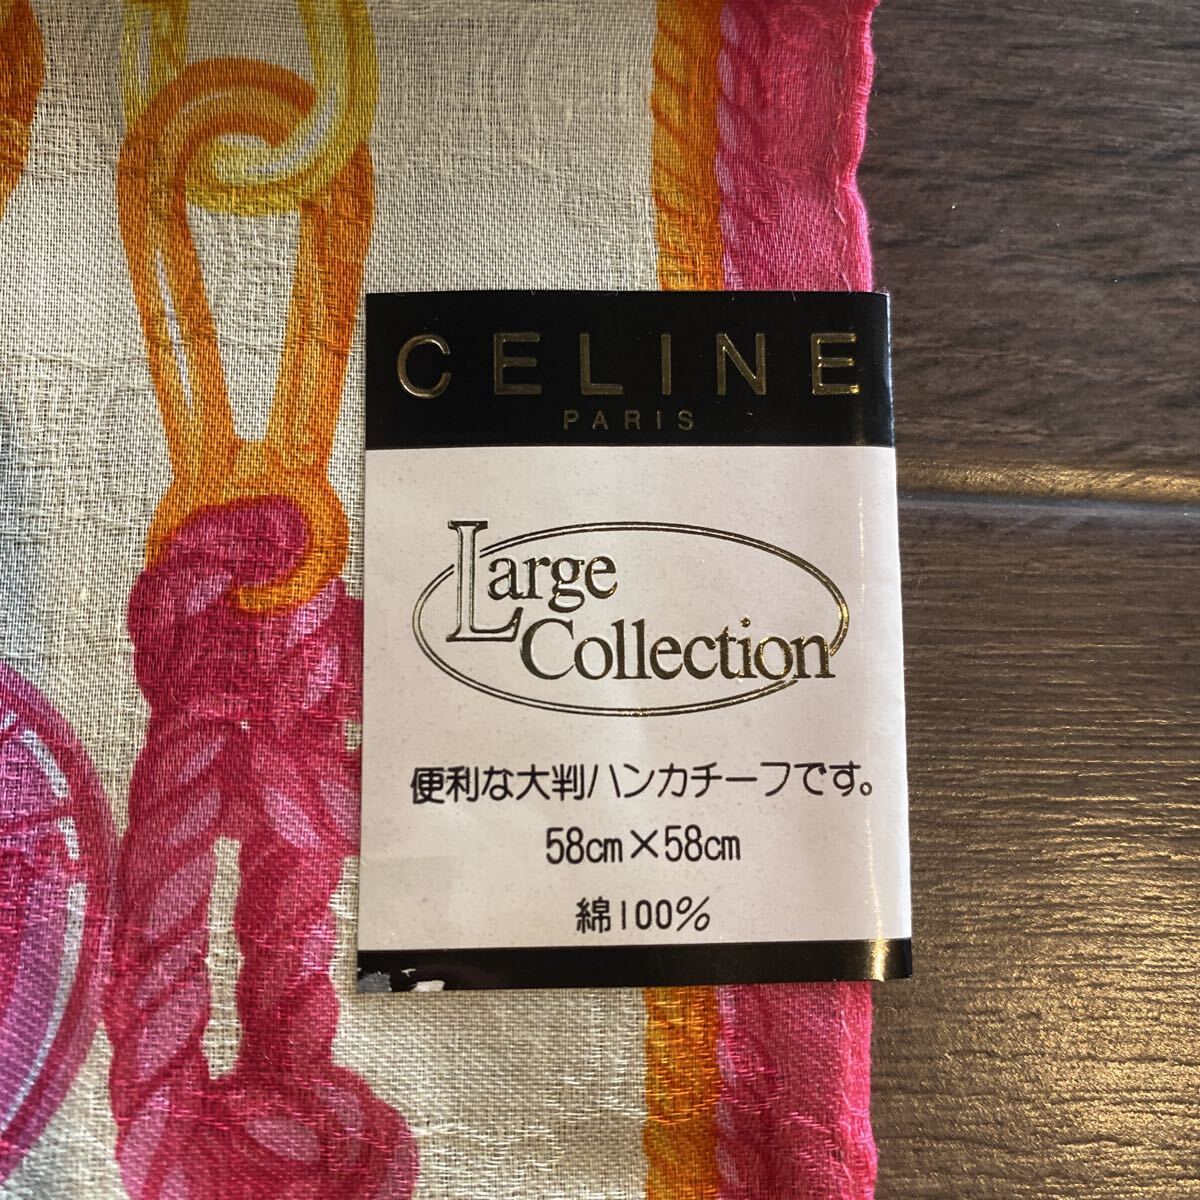 CELINE
PARIS
Large
Collection
便利な大判ハンカチーフです。
58cm×58cm
綿100%